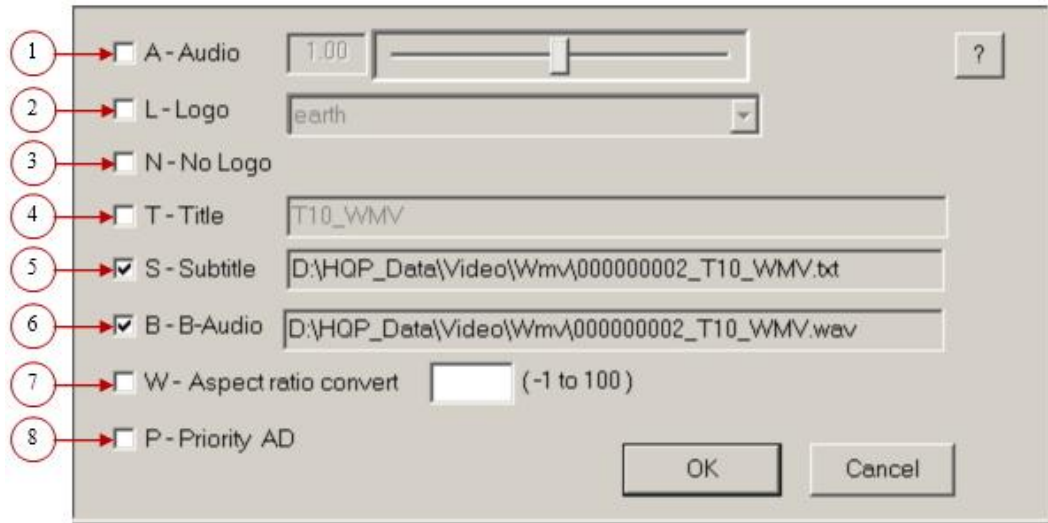 1 A - Audio 1.00 ?
2 L - Logo earth
3 N - No Logo
4 T - Title T10_WMV
5 S - Subtitle D:\HQP_Data\Video\Wmv\000000002_T10_WMV.txt
6 B - B-Audio D:\HQP_Data\Video\Wmv\000000002_T10_WMV.wav
7 W - Aspect ratio convert ( -1 to 100 )
8 P - Priority AD
OK Cancel